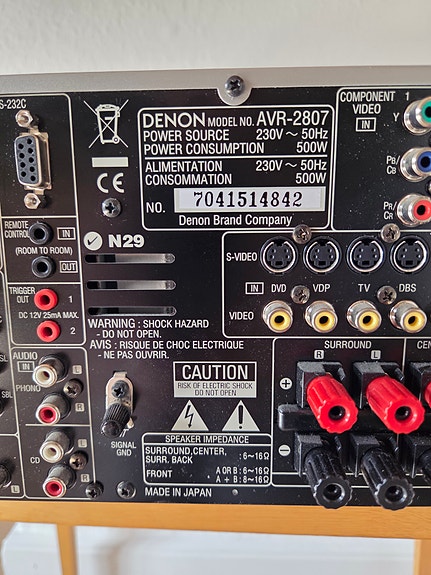 S-232C
DENON MODEL NO. AVR-2807
POWER SOURCE 230V ~ 50Hz
POWER CONSUMPTION 500W
ALIMENTATION 230V ~ 50Hz
CONSOMMATION 500W
NO. 7041514842
Denon Brand Company
CE
N29
COMPONENT 1
VIDEO
IN
Y
PB/
CB
PR/
CR
REMOTE
CONTROL
IN
(ROOM TO ROOM)
OUT
TRIGGER
OUT
1
DC 12V 25mA MAX.
2
S-VIDEO
IN
DVD
VDP
TV
DBS
VIDEO
WARNING : SHOCK HAZARD
- DO NOT OPEN.
AVIS : RISQUE DE CHOC ELECTRIQUE
- NE PAS OUVRIR.
AUDIO
IN
L
PHONO
R
SBL
CD
L
R
SIGNAL
GND
CAUTION
RISK OF ELECTRIC SHOCK
DO NOT OPEN
SURROUND
R
L
CEN
+
−
SPEAKER IMPEDANCE
SURROUND, CENTER,
SURR. BACK : 6~16Ω
FRONT A OR B : 6~16Ω
A + B : 8~16Ω
MADE IN JAPAN
L